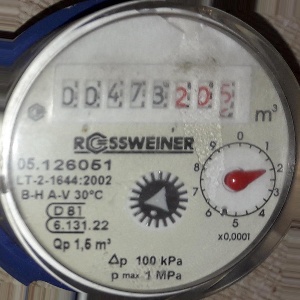 00473205
m³
ROSSWEINER
05.126051
LT-2-1644:2002
B-H A-V 30°C
D 81
6.131.22
Qp 1,5 m³
Δp 100 kPa
p max 1 MPa
0
1
2
3
4
5
6
7
8
9
x0,0001